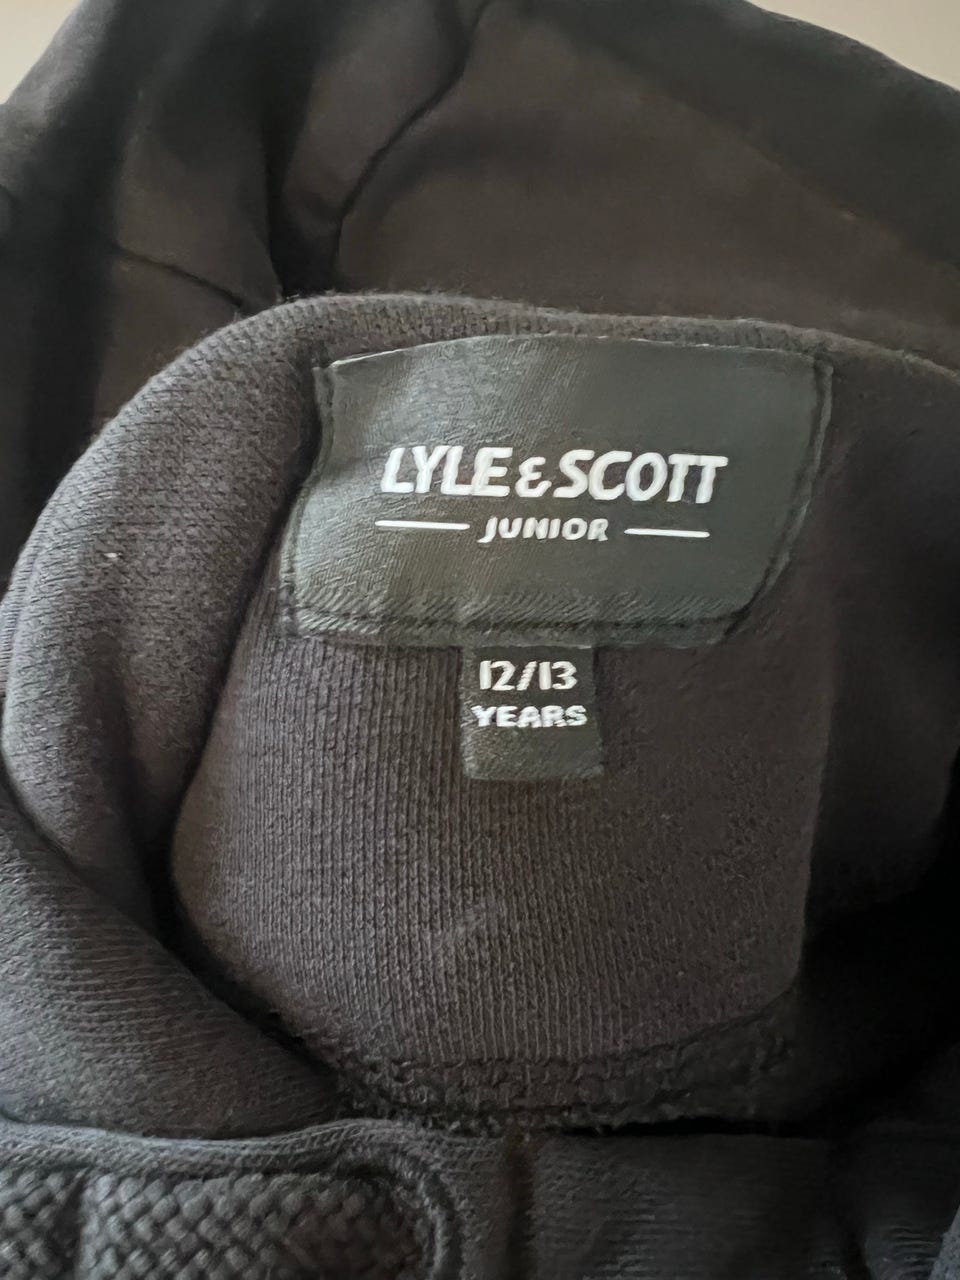 LYLE & SCOTT
JUNIOR
12/13
YEARS